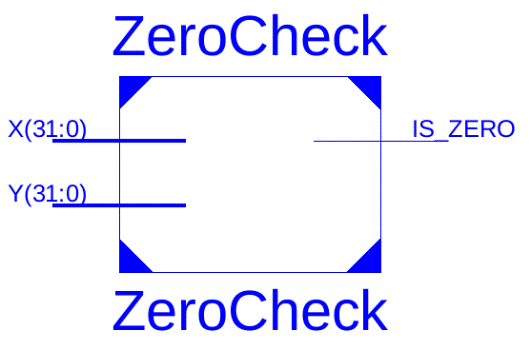 ZeroCheck
X(31:0)
IS_ZERO
Y(31:0)
ZeroCheck